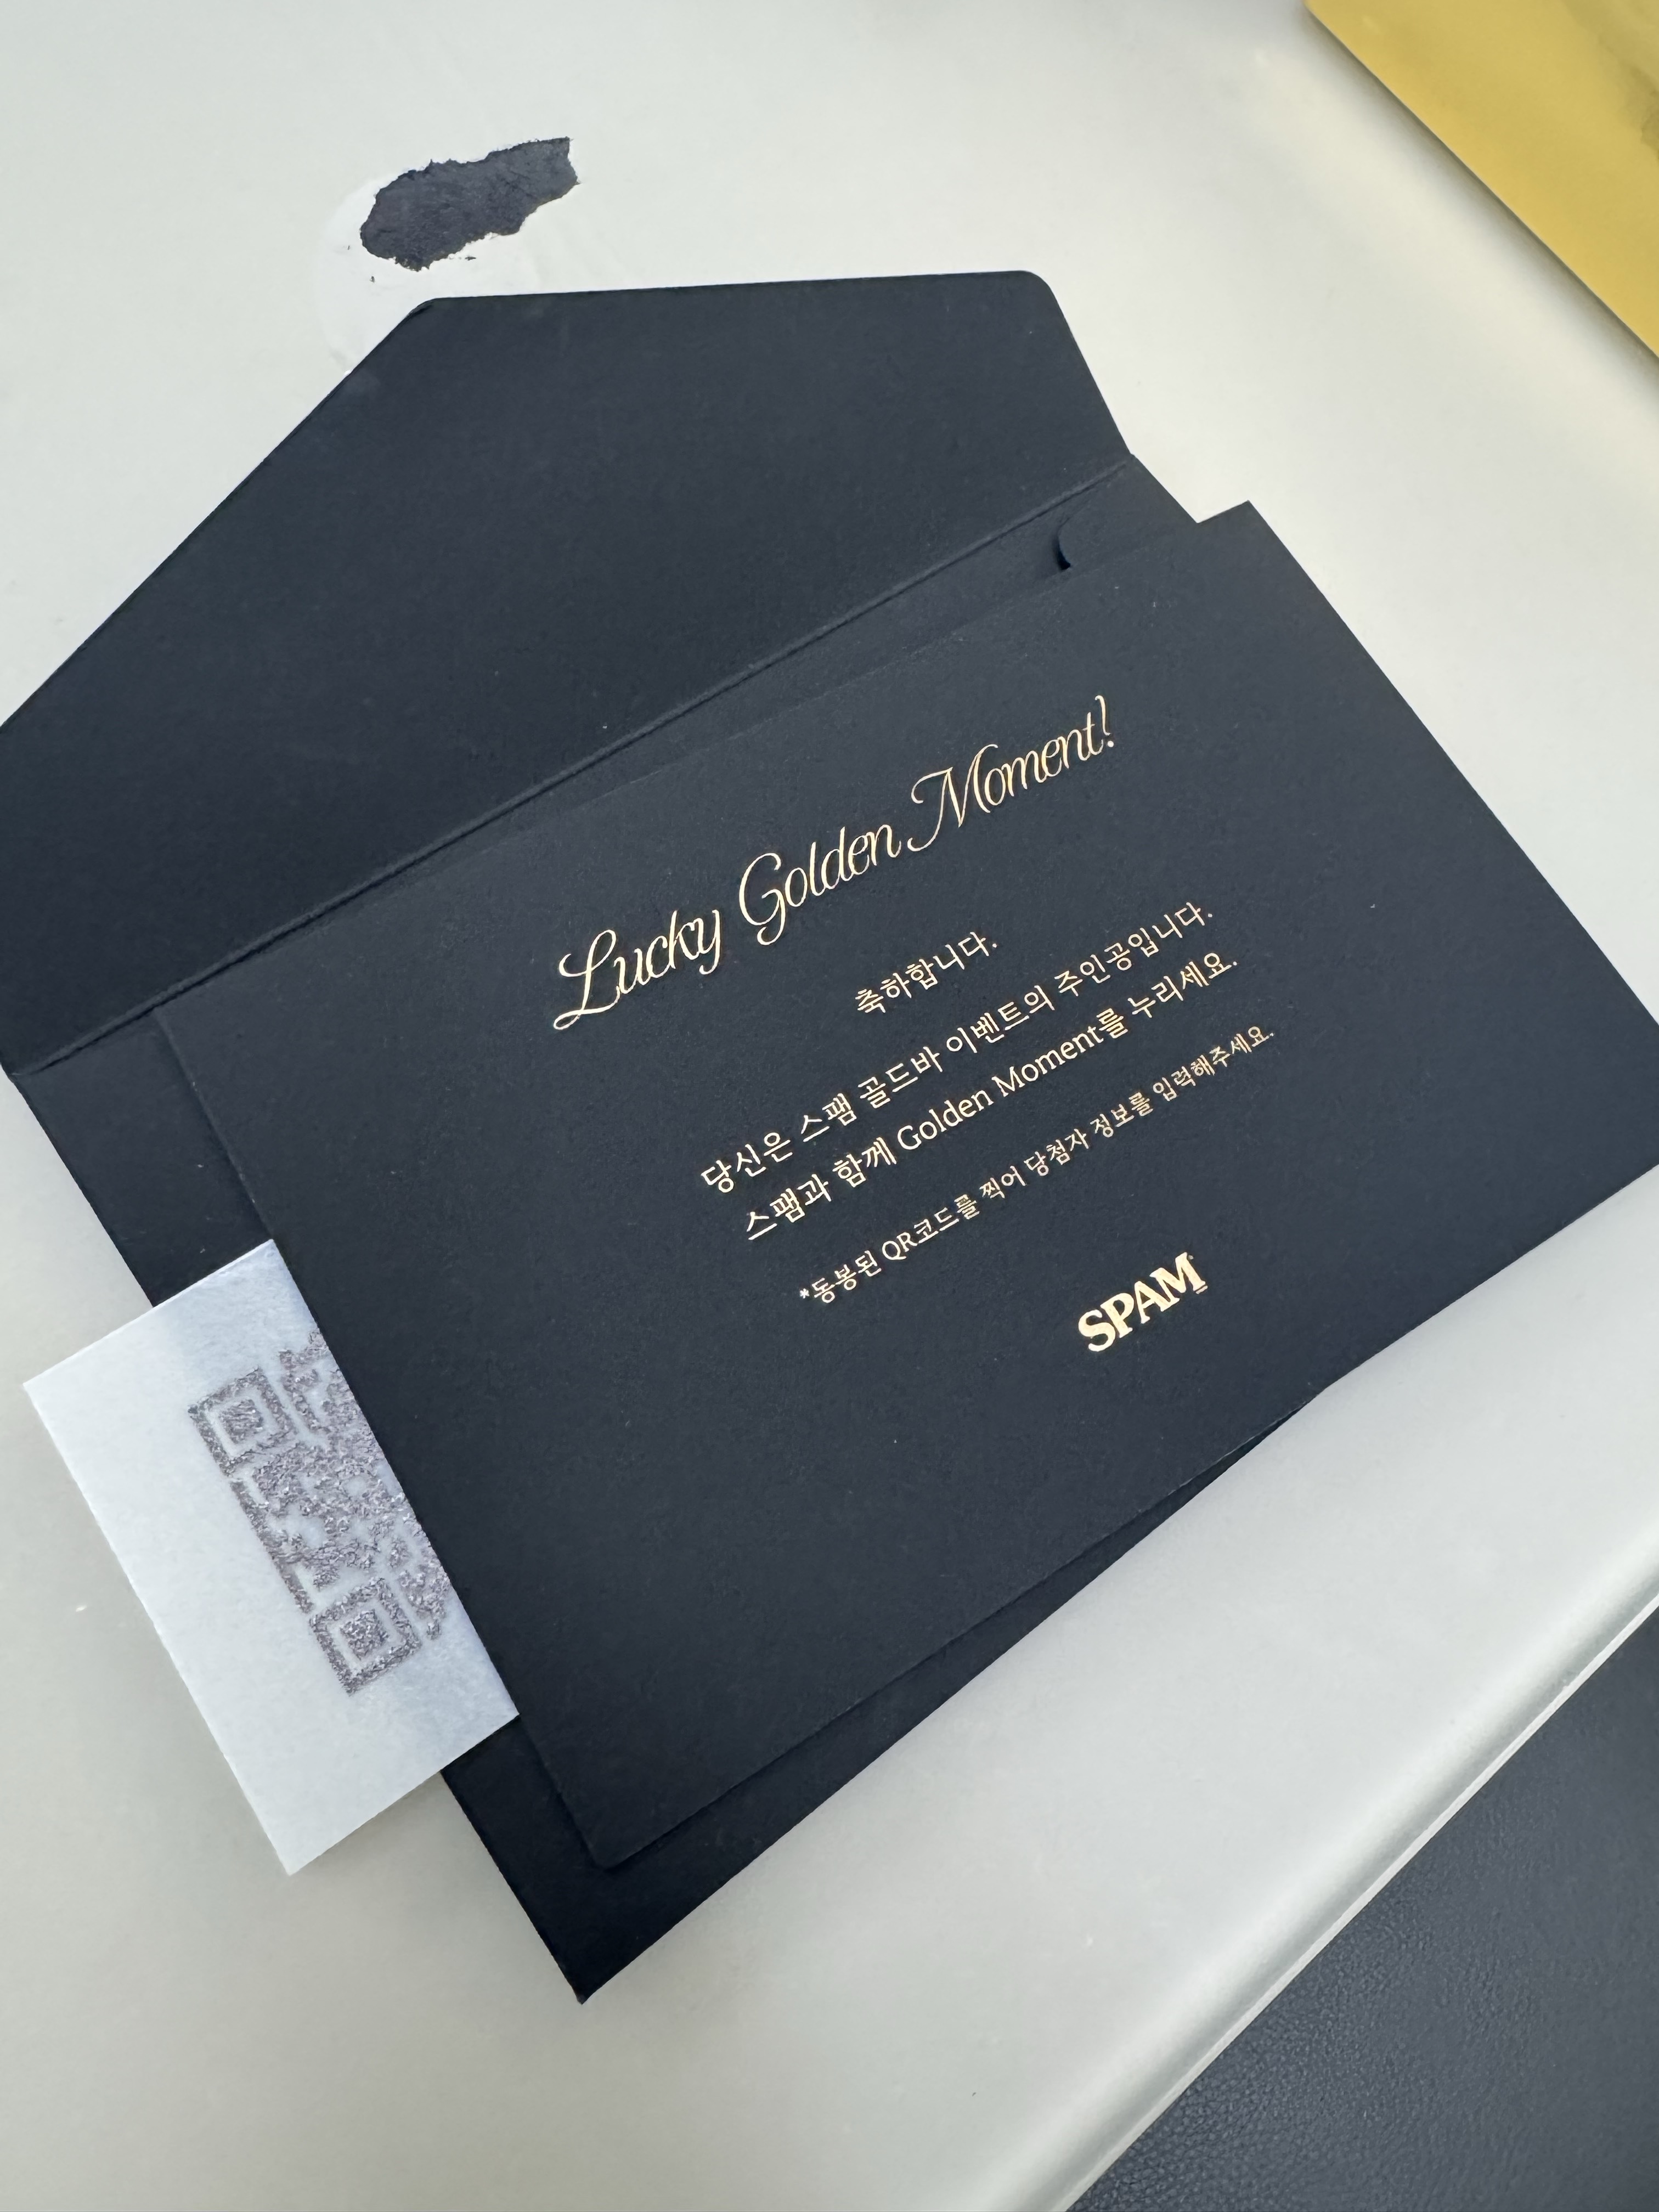 Lucky Golden Moment!
축하합니다.
당신은 스팸 골드바 이벤트의 주인공입니다.
스팸과 함께 Golden Moment를 누리세요.
*동봉된 QR코드를 찍어 당첨자 정보를 입력해주세요.
SPAM